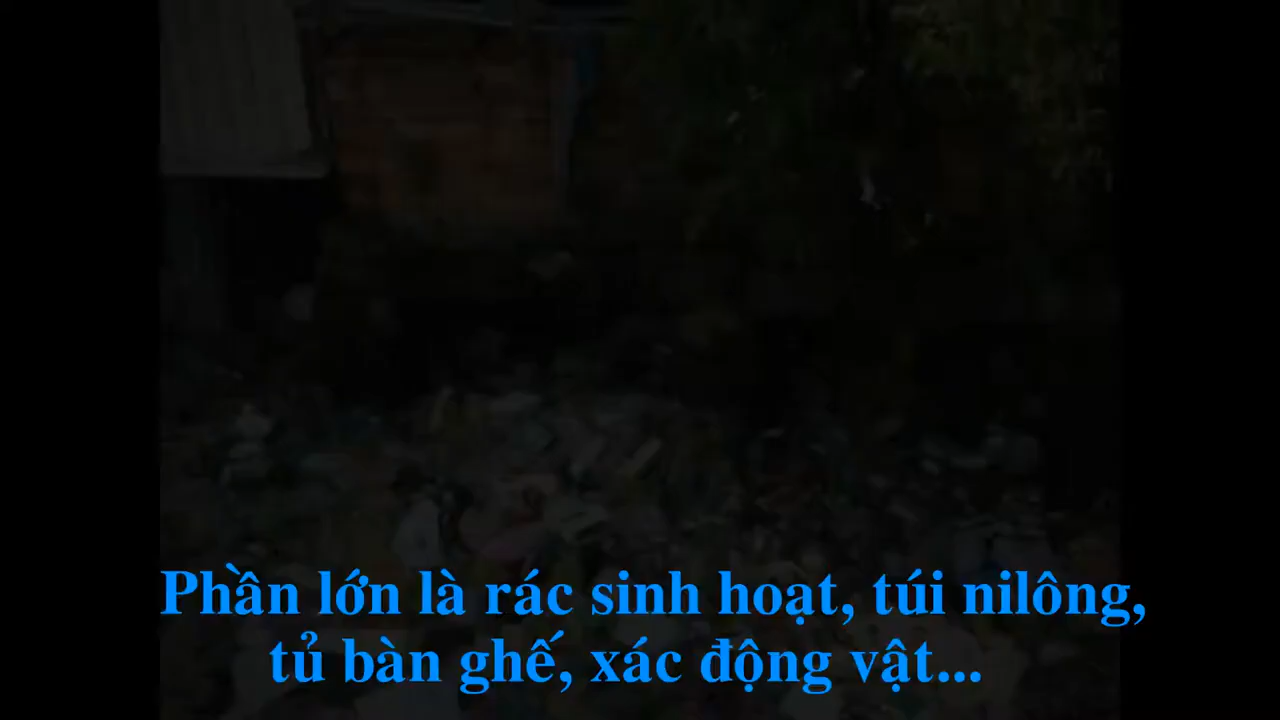 Phần lớn là rác sinh hoạt, túi nilông,
tủ bàn ghế, xác động vật...